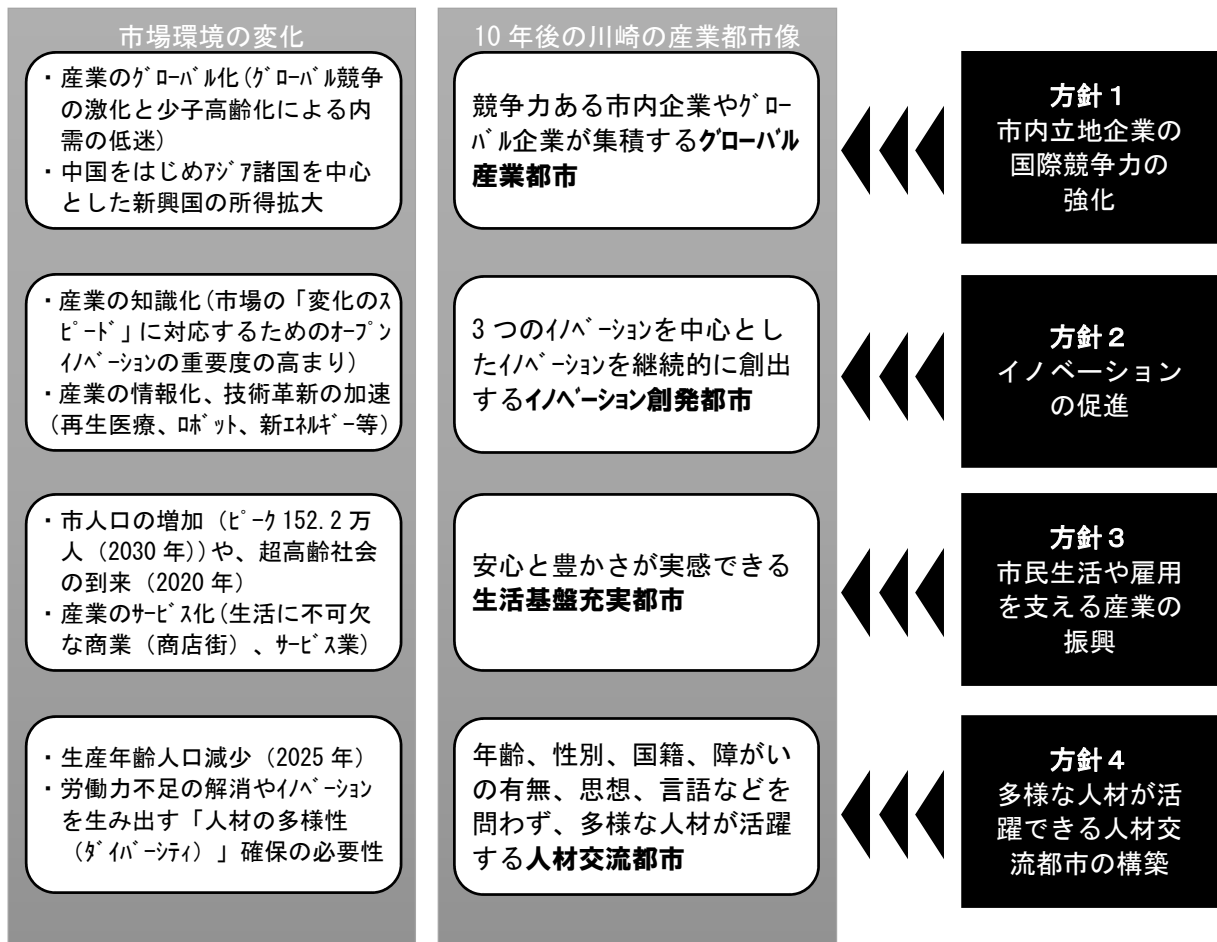 市場環境の変化
・産業のｸﾞﾛｰﾊﾞﾙ化（ｸﾞﾛｰﾊﾞﾙ競争
の激化と少子高齢化による内
需の低迷）
・中国をはじめｱｼﾞｱ諸国を中心
とした新興国の所得拡大
・産業の知識化（市場の「変化のｽ
ﾋﾟｰﾄﾞ」に対応するためのｵｰﾌﾟﾝ
ｲﾉﾍﾞｰｼｮﾝの重要度の高まり）
・産業の情報化、技術革新の加速
（再生医療、ﾛﾎﾞｯﾄ、新ｴﾈﾙｷﾞｰ等）
・市人口の増加（ﾋﾟｰｸ 152.2 万
人（2030 年））や、超高齢社会
の到来（2020 年）
・産業のｻｰﾋﾞｽ化（生活に不可欠
な商業（商店街）、ｻｰﾋﾞｽ業）
・生産年齢人口減少（2025 年）
・労働力不足の解消やｲﾉﾍﾞｰｼｮﾝ
を生み出す「人材の多様性
（ﾀﾞｲﾊﾞｰｼﾃｨ）」確保の必要性
10 年後の川崎の産業都市像
競争力ある市内企業やｸﾞﾛｰ
ﾊﾞﾙ企業が集積するｸﾞﾛｰﾊﾞﾙ
産業都市
3 つのｲﾉﾍﾞｰｼｮﾝを中心とし
たｲﾉﾍﾞｰｼｮﾝを継続的に創出
するｲﾉﾍﾞｰｼｮﾝ創発都市
安心と豊かさが実感できる
生活基盤充実都市
年齢、性別、国籍、障がい
の有無、思想、言語などを
問わず、多様な人材が活躍
する人材交流都市
方針１
市内立地企業の
国際競争力の
強化
方針２
イノベーション
の促進
方針３
市民生活や雇用
を支える産業の
振興
方針４
多様な人材が活
躍できる人材交
流都市の構築